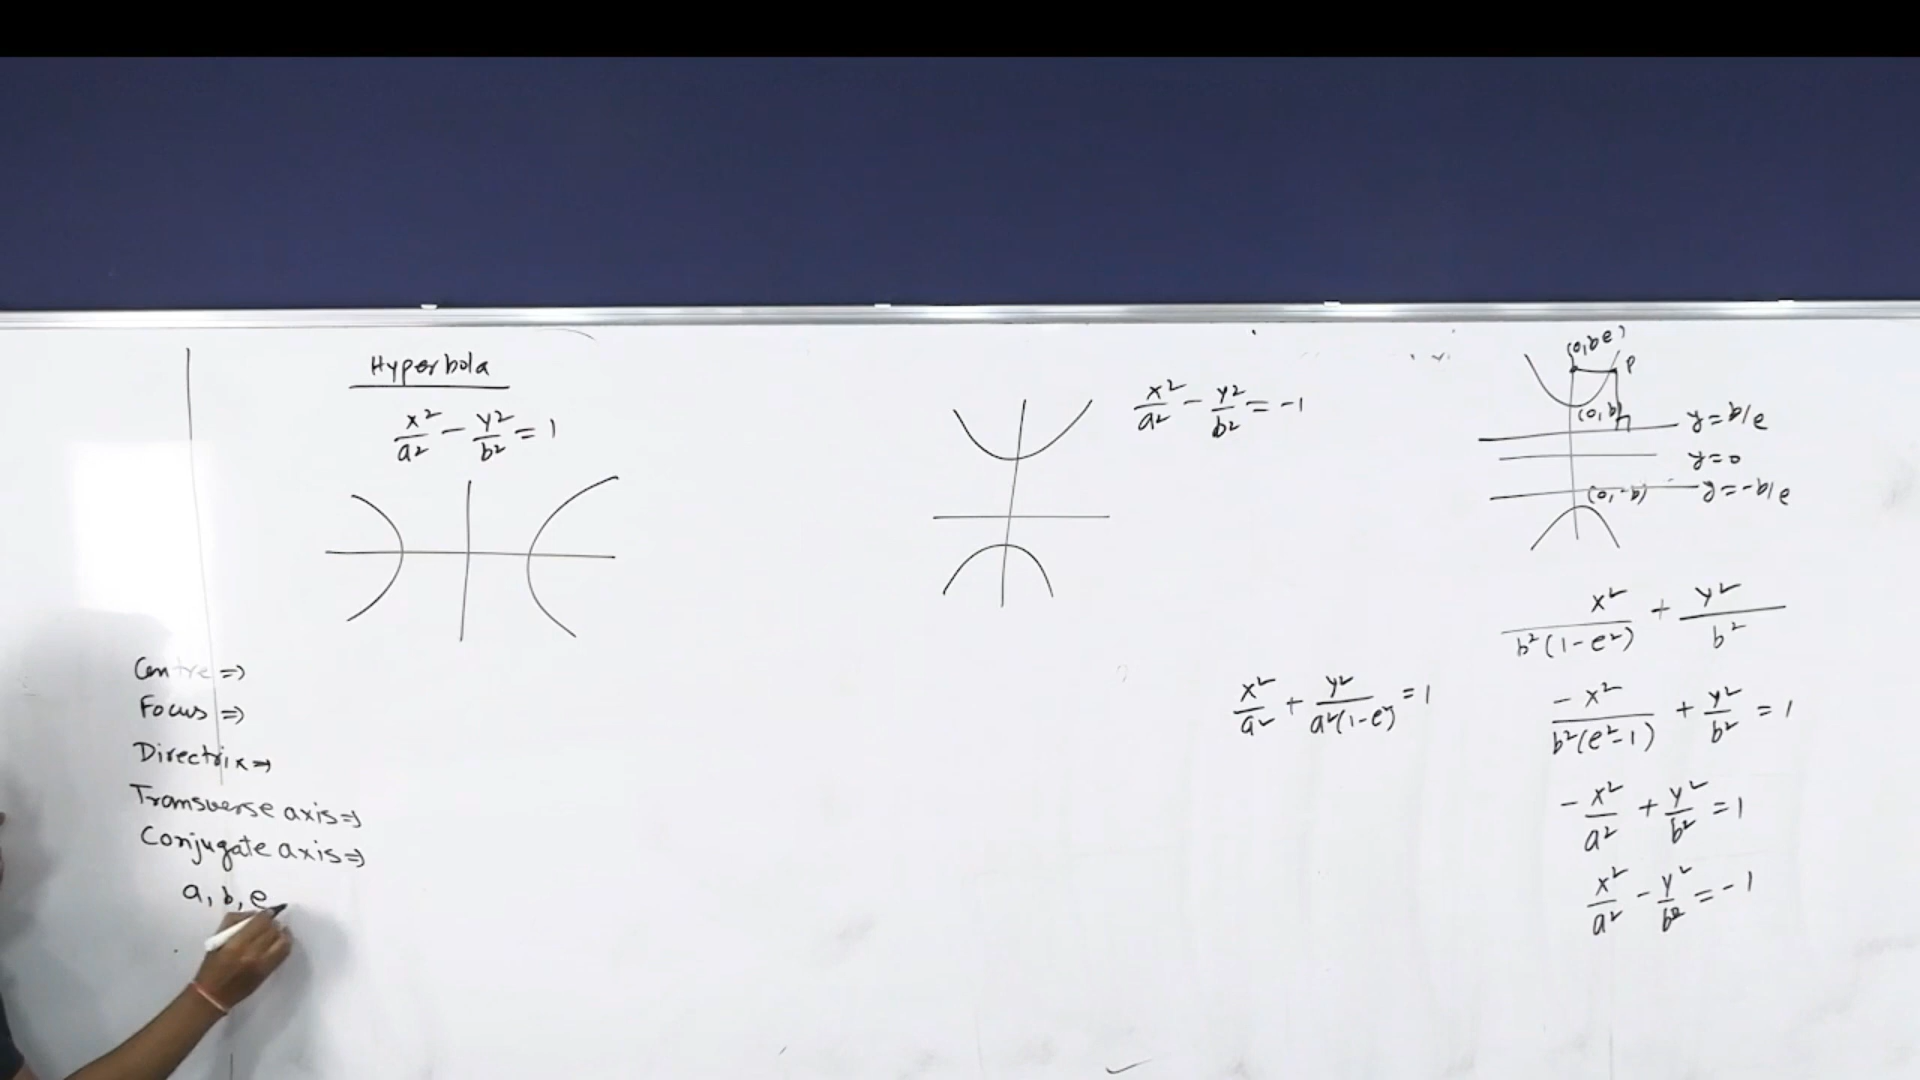 Hyperbola
x²/a² - y²/b² = 1
Centre ⇒
Focus ⇒
Directrix ⇒
Transverse axis ⇒
Conjugate axis ⇒
a, b, e
x²/a² - y²/b² = -1
x²/a² + y²/a²(1-e²) = 1
(0, be)
P
(0, b)
y = b/e
y = 0
(0, -b)
y = -b/e
x²/b²(1-e²) + y²/b²
-x²/b²(e²-1) + y²/b² = 1
-x²/a² + y²/b² = 1
x²/a² - y²/b² = -1